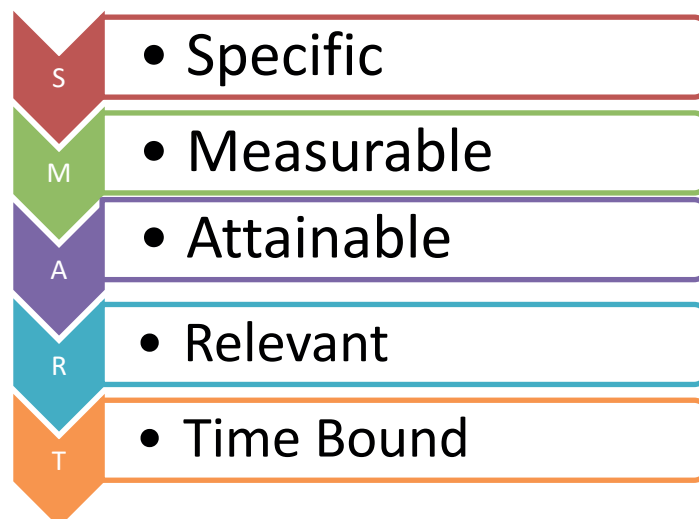 S
• Specific
M
• Measurable
A
• Attainable
R
• Relevant
T
• Time Bound